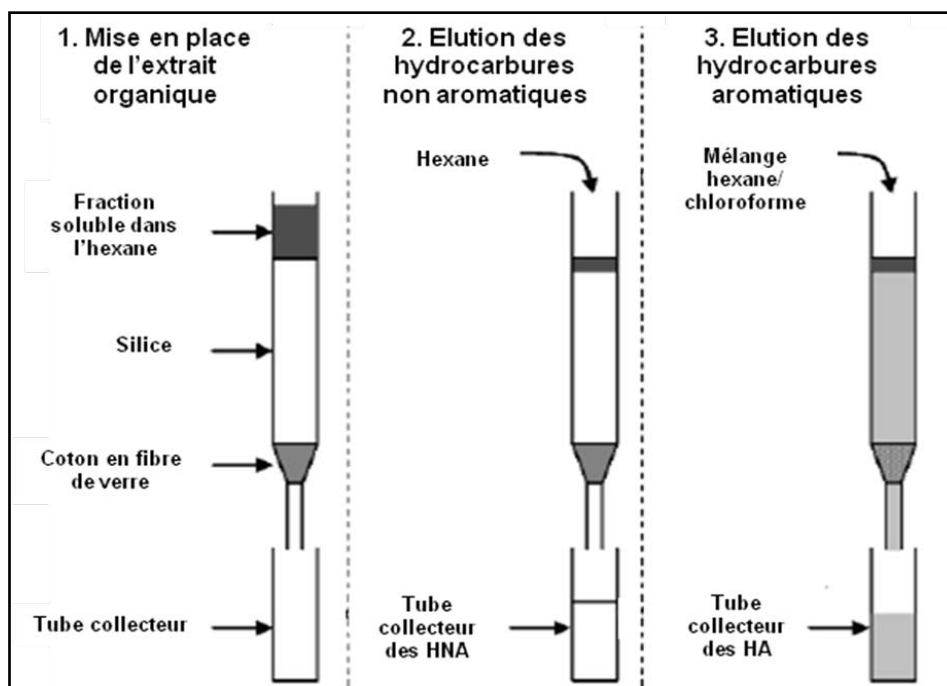 1. Mise en place
de l'extrait
organique
Fraction
soluble dans
l'hexane
Silice
Coton en fibre
de verre
Tube collecteur
2. Elution des
hydrocarbures
non aromatiques
Hexane
Tube
collecteur
des HNA
3. Elution des
hydrocarbures
aromatiques
Mélange
hexane/
chloroforme
Tube
collecteur
des HA